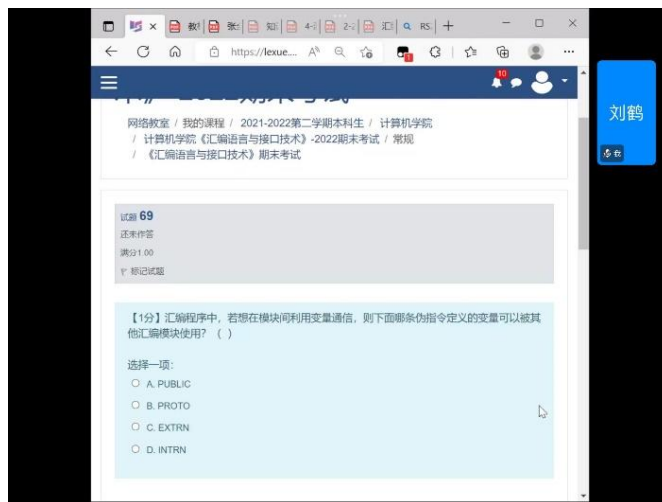 https://lexue....
RS.
10
网络教室 / 我的课程 / 2021-2022第二学期本科生 / 计算机学院
/ 计算机学院《汇编语言与接口技术》-2022期末考试 / 常规
/ 《汇编语言与接口技术》期末考试
试题 69
还未作答
满分1.00
标记试题
【1分】汇编程序中，若想在模块间利用变量通信，则下面哪条伪指令定义的变量可以被其
他汇编模块使用？（ ）
选择一项：
A. PUBLIC
B. PROTO
C. EXTRN
D. INTRN
刘鹤